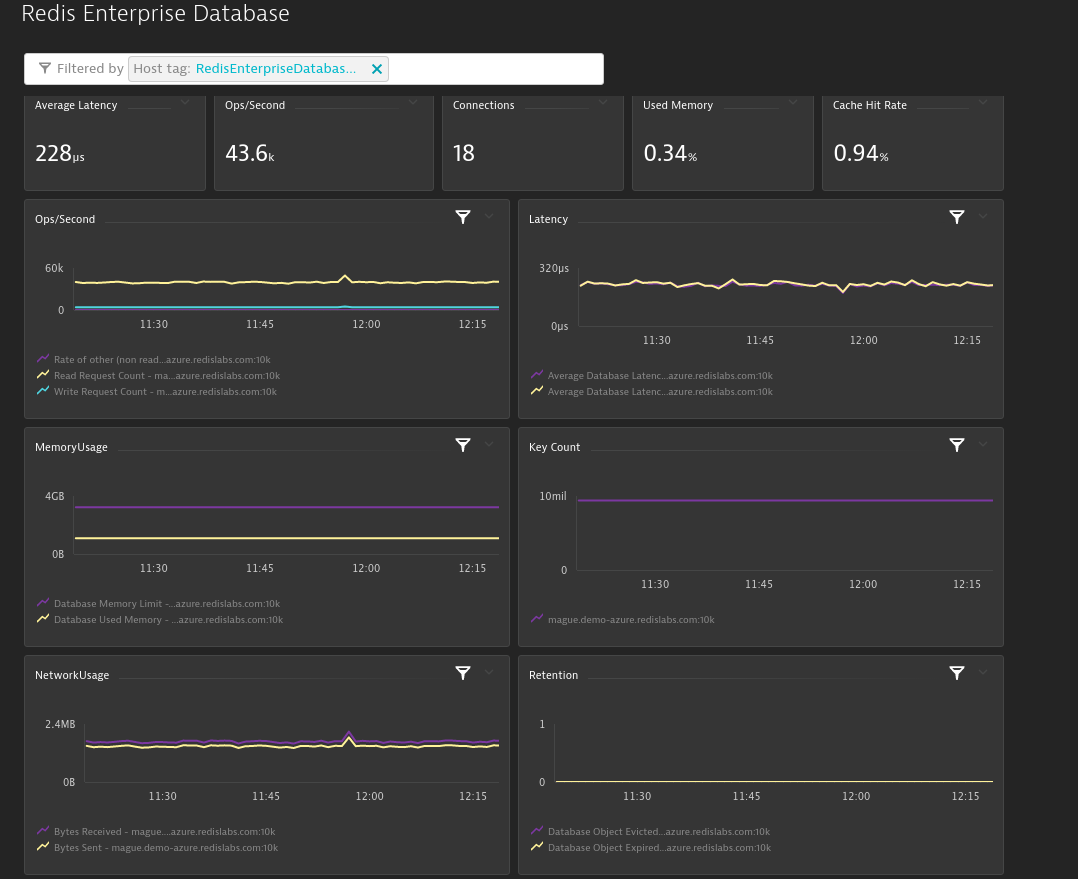 Redis Enterprise Database
Filtered by Host tag: RedisEnterpriseDatabas...
Average Latency
228µs
Ops/Second
43.6k
Connections
18
Used Memory
0.34%
Cache Hit Rate
0.94%
Ops/Second
60k
0
11:30 11:45 12:00 12:15
Rate of other (non read...azure.redislabs.com:10k
Read Request Count - ma...azure.redislabs.com:10k
Write Request Count - m...azure.redislabs.com:10k
Latency
320µs
0µs
11:30 11:45 12:00 12:15
Average Database Latenc...azure.redislabs.com:10k
Average Database Latenc...azure.redislabs.com:10k
MemoryUsage
4GB
0B
11:30 11:45 12:00 12:15
Database Memory Limit -...azure.redislabs.com:10k
Database Used Memory - ...azure.redislabs.com:10k
Key Count
10mil
0
11:30 11:45 12:00 12:15
mague.demo-azure.redislabs.com:10k
NetworkUsage
2.4MB
0B
11:30 11:45 12:00 12:15
Bytes Received - mague....azure.redislabs.com:10k
Bytes Sent - mague.demo-azure.redislabs.com:10k
Retention
1
0
11:30 11:45 12:00 12:15
Database Object Evicted...azure.redislabs.com:10k
Database Object Expired...azure.redislabs.com:10k